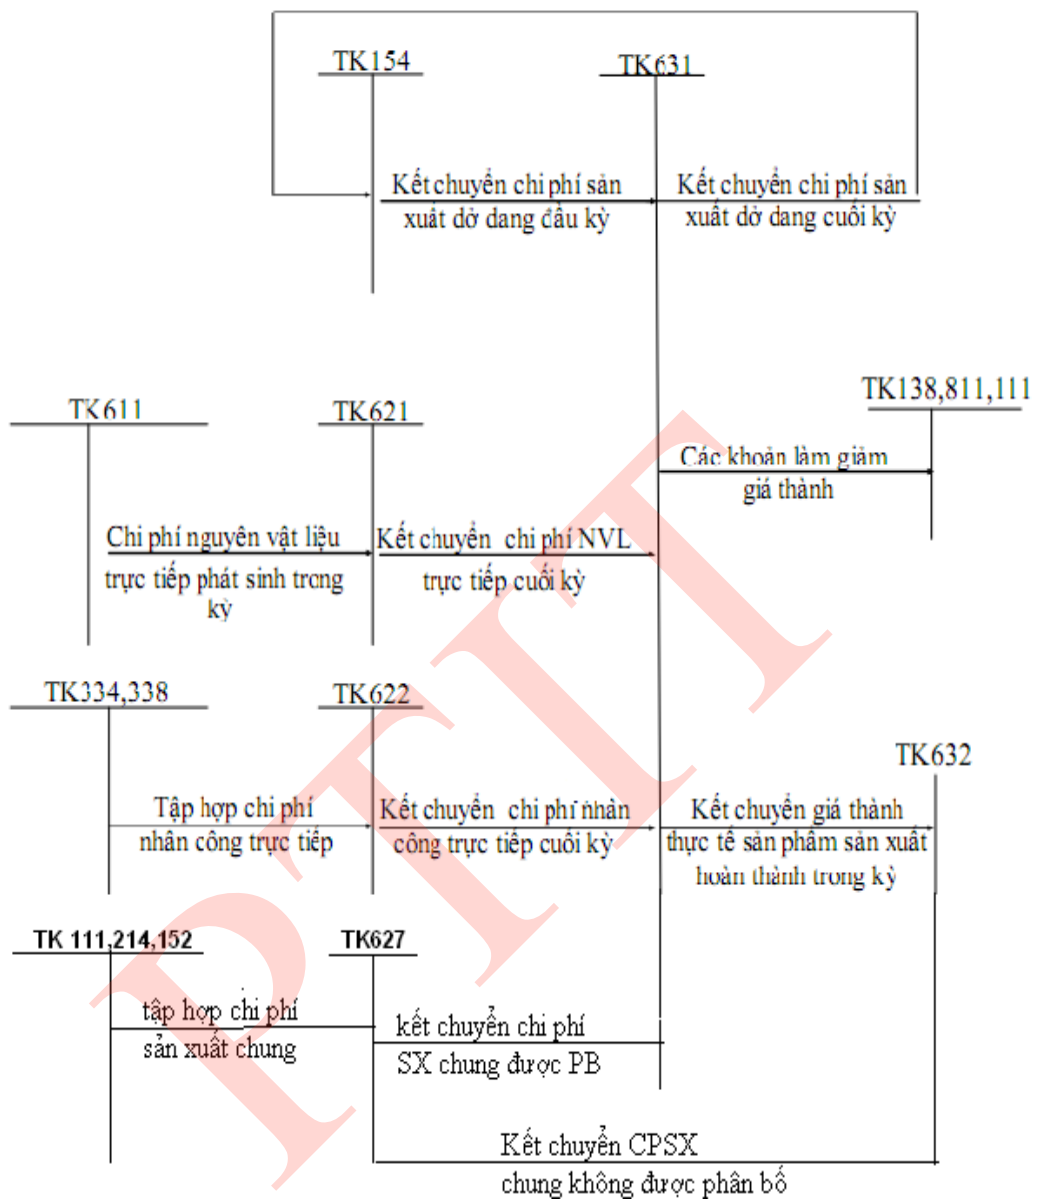 TK154
TK631
Kết chuyển chi phí sản
xuất dở dang đầu kỳ
Kết chuyển chi phí sản
xuất dở dang cuối kỳ
TK138,811,111
TK611
TK621
Các khoản làm giảm
giá thành
Chi phí nguyên vật liệu
trực tiếp phát sinh trong
kỳ
Kết chuyển chi phí NVL
trực tiếp cuối kỳ
TK334,338
TK622
TK632
Tập hợp chi phí
nhân công trực tiếp
Kết chuyển chi phí nhân
công trực tiếp cuối kỳ
Kết chuyển giá thành
thực tế sản phẩm sản xuất
hoàn thành trong kỳ
TK 111,214,152
TK627
tập hợp chi phí
sản xuất chung
kết chuyển chi phí
SX chung được PB
Kết chuyển CPSX
chung không được phân bổ
PTIT